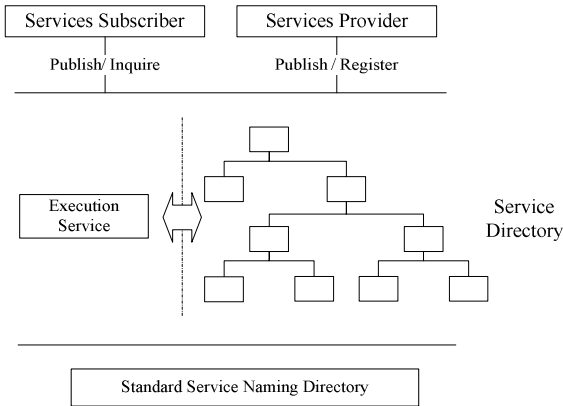 Services Subscriber
Services Provider
Publish/ Inquire
Publish / Register
Execution
Service
Service
Directory
Standard Service Naming Directory